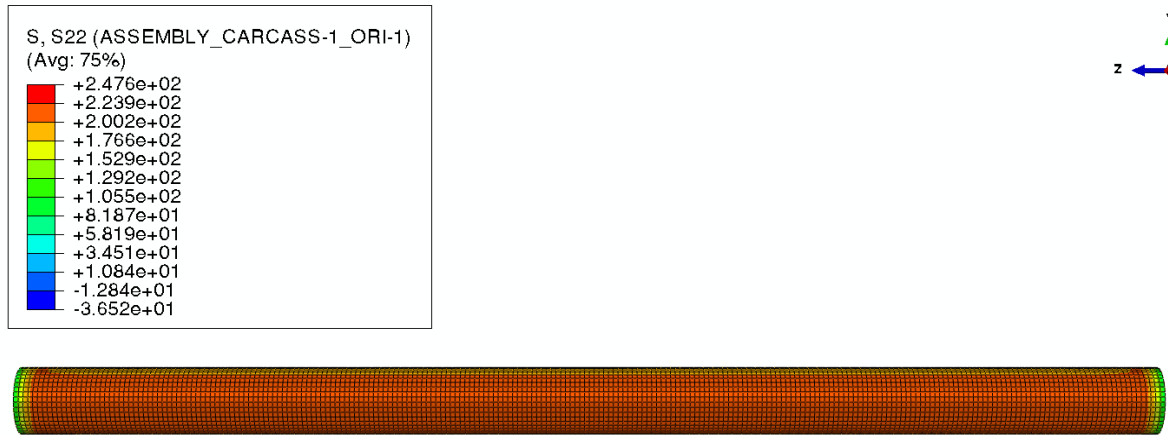 S, S22 (ASSEMBLY_CARCASS-1_ORI-1)
(Avg: 75%)
+2.476e+02
+2.239e+02
+2.002e+02
+1.766e+02
+1.529e+02
+1.292e+02
+1.055e+02
+8.187e+01
+5.819e+01
+3.451e+01
+1.084e+01
-1.284e+01
-3.652e+01
z